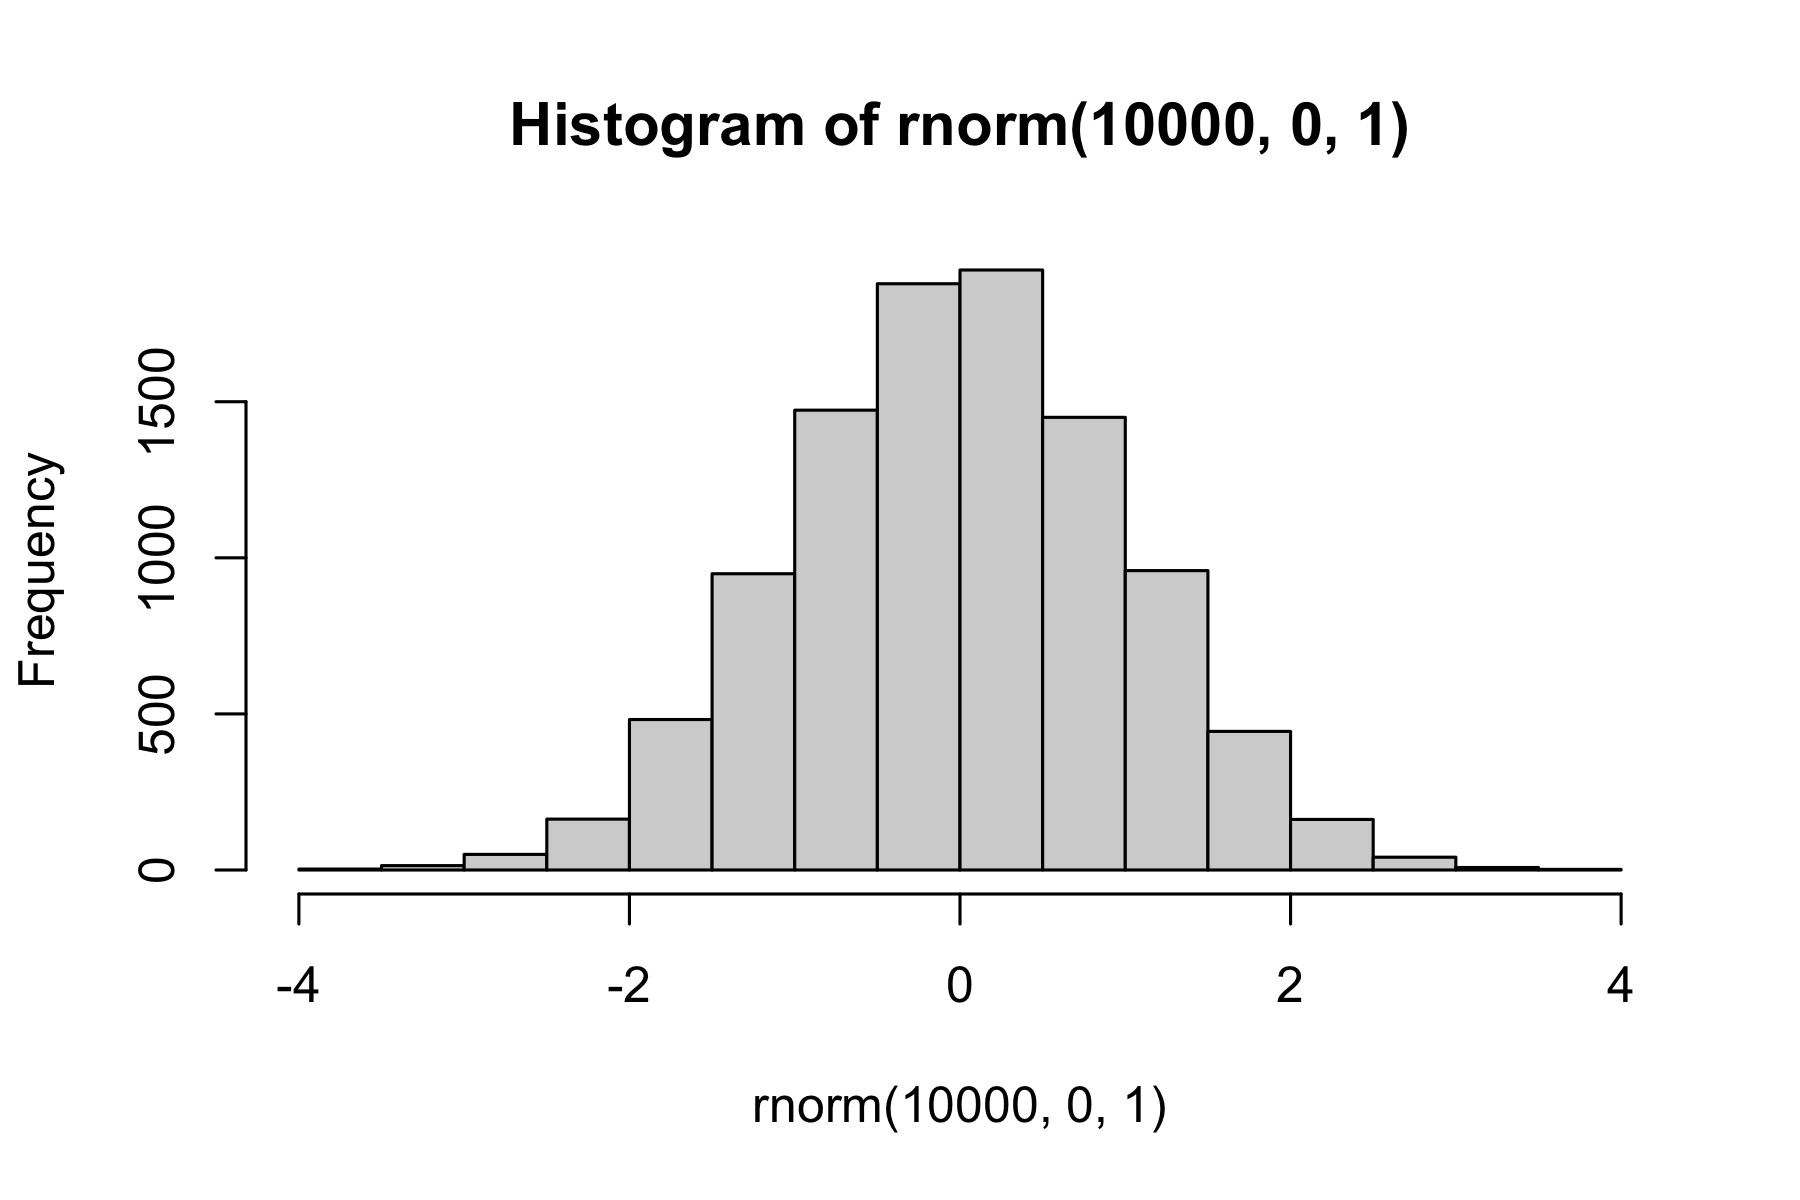 Histogram of rnorm(10000, 0, 1)
Frequency
1500
1000
500
0
-4 -2 0 2 4
rnorm(10000, 0, 1)